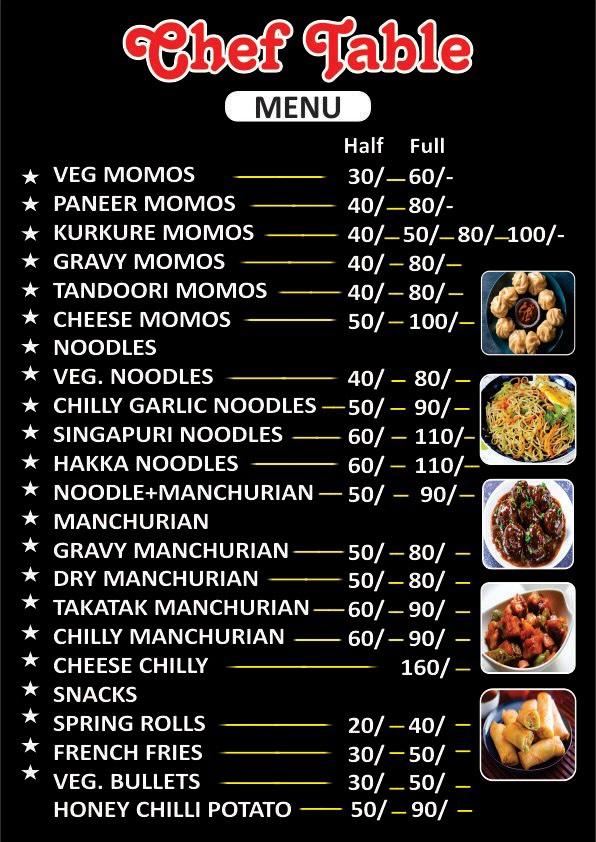 Chef Table
MENU
Half Full
★ VEG MOMOS 30/— 60/-
★ PANEER MOMOS 40/— 80/-
★ KURKURE MOMOS 40/— 50/— 80/— 100/-
★ GRAVY MOMOS 40/— 80/—
★ TANDOORI MOMOS 40/— 80/—
★ CHEESE MOMOS 50/— 100/—
★ NOODLES
★ VEG. NOODLES 40/— 80/—
★ CHILLY GARLIC NOODLES 50/— 90/—
★ SINGAPURI NOODLES 60/— 110/—
★ HAKKA NOODLES 60/— 110/—
★ NOODLE+MANCHURIAN 50/— 90/—
★ MANCHURIAN
★ GRAVY MANCHURIAN 50/— 80/—
★ DRY MANCHURIAN 50/— 80/—
★ TAKATAK MANCHURIAN 60/— 90/—
★ CHILLY MANCHURIAN 60/— 90/—
★ CHEESE CHILLY 160/—
★ SNACKS
★ SPRING ROLLS 20/— 40/—
★ FRENCH FRIES 30/— 50/—
★ VEG. BULLETS 30/— 50/—
HONEY CHILLI POTATO 50/— 90/—